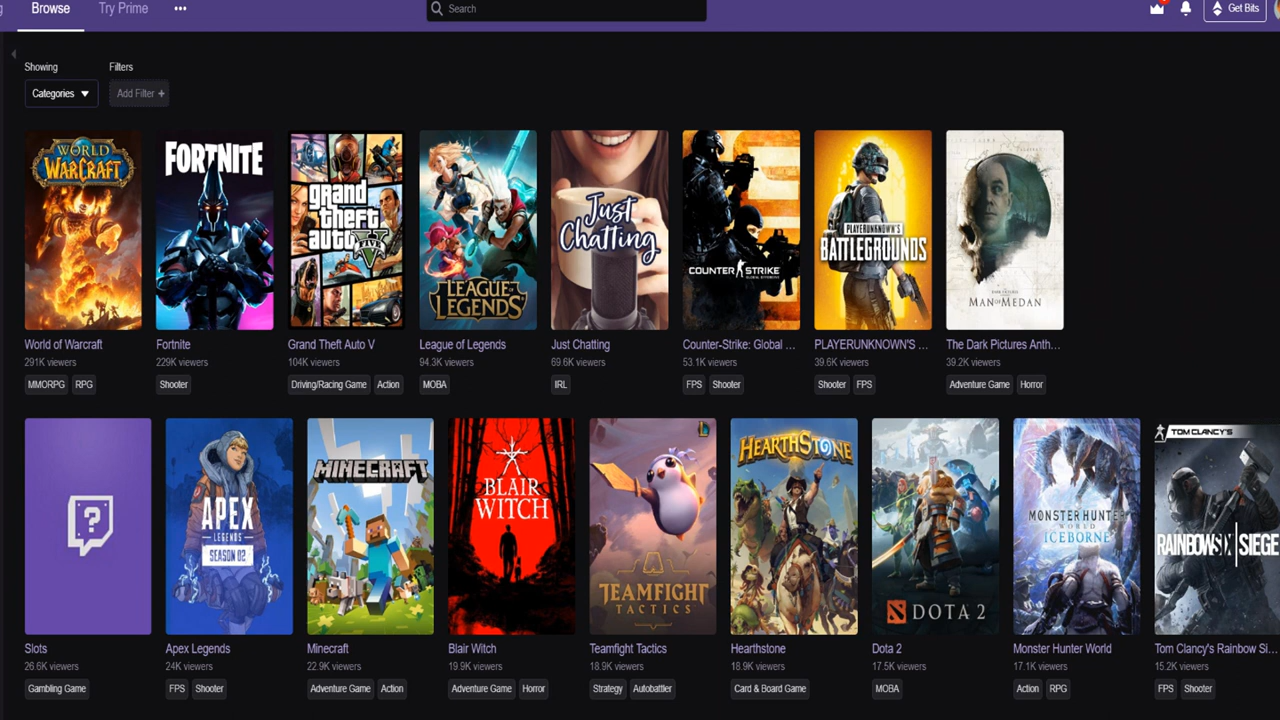 Browse
Try Prime
•••
Search
Get Bits
Showing
Filters
Categories
Add Filter +
WORLD
WARCRAFT
FORTNITE
grand
theft
auto
V
FIVE
LEAGUE OF
LEGENDS
Just
Chatting
COUNTER STRIKE
GLOBAL OFFENSIVE
PLAYERUNKNOWN'S
BATTLEGROUNDS
MAN OF MEDAN
World of Warcraft
Fortnite
Grand Theft Auto V
League of Legends
Just Chatting
Counter-Strike: Global ...
PLAYERUNKNOWN'S ...
The Dark Pictures Anth...
291K viewers
229K viewers
104K viewers
94.3K viewers
69.6K viewers
53.1K viewers
39.6K viewers
39.2K viewers
MMORPG RPG
Shooter
Driving/Racing Game Action
MOBA
IRL
FPS Shooter
Shooter FPS
Adventure Game Horror
?
APEX
LEGENDS
SEASON 02
MINECRAFT
BLAIR
WITCH
TEAMFIGHT
TACTICS
HEARTHSTONE
DOTA 2
MONSTER HUNTER
WORLD
ICEBORNE
TOM CLANCY'S
RAINBOW SIX SIEGE
Slots
Apex Legends
Minecraft
Blair Witch
Teamfight Tactics
Hearthstone
Dota 2
Monster Hunter World
Tom Clancy's Rainbow Si...
26.6K viewers
24K viewers
22.9K viewers
19.9K viewers
18.9K viewers
18.9K viewers
17.5K viewers
17.1K viewers
15.2K viewers
Gambling Game
FPS Shooter
Adventure Game Action
Adventure Game Horror
Strategy Autobattler
Card & Board Game
MOBA
Action RPG
FPS Shooter